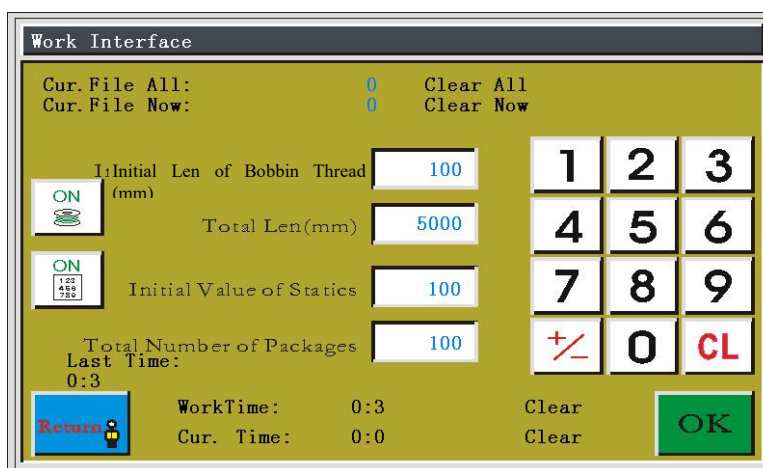 Work Interface
Cur. File All: 0 Clear All
Cur. File Now: 0 Clear Now
Initial Len of Bobbin Thread 100
(mm)
ON
Total Len(mm) 5000
ON
123
456
789
Initial Value of Statics 100
Total Number of Packages 100
Last Time:
0:3
1 2 3
4 5 6
7 8 9
+/- 0 CL
Return
WorkTime: 0:3 Clear
Cur. Time: 0:0 Clear
OK